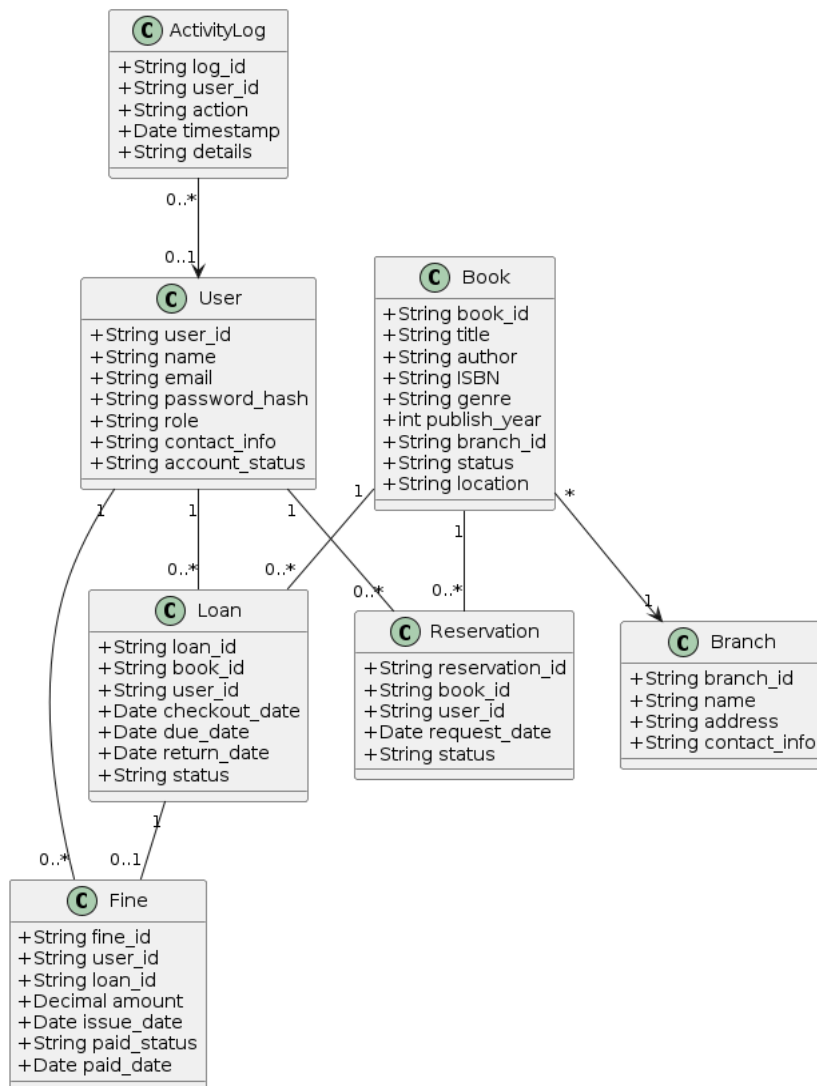 C ActivityLog
+String log_id
+String user_id
+String action
+Date timestamp
+String details
0..*
0..1
C User
+String user_id
+String name
+String email
+String password_hash
+String role
+String contact_info
+String account_status
C Book
+String book_id
+String title
+String author
+String ISBN
+String genre
+int publish_year
+String branch_id
+String status
+String location
1
1
1
1
1
*
0..*
0..*
0..*
0..*
1
C Loan
+String loan_id
+String book_id
+String user_id
+Date checkout_date
+Date due_date
+Date return_date
+String status
C Reservation
+String reservation_id
+String book_id
+String user_id
+Date request_date
+String status
C Branch
+String branch_id
+String name
+String address
+String contact_info
1
0..*
0..1
C Fine
+String fine_id
+String user_id
+String loan_id
+Decimal amount
+Date issue_date
+String paid_status
+Date paid_date